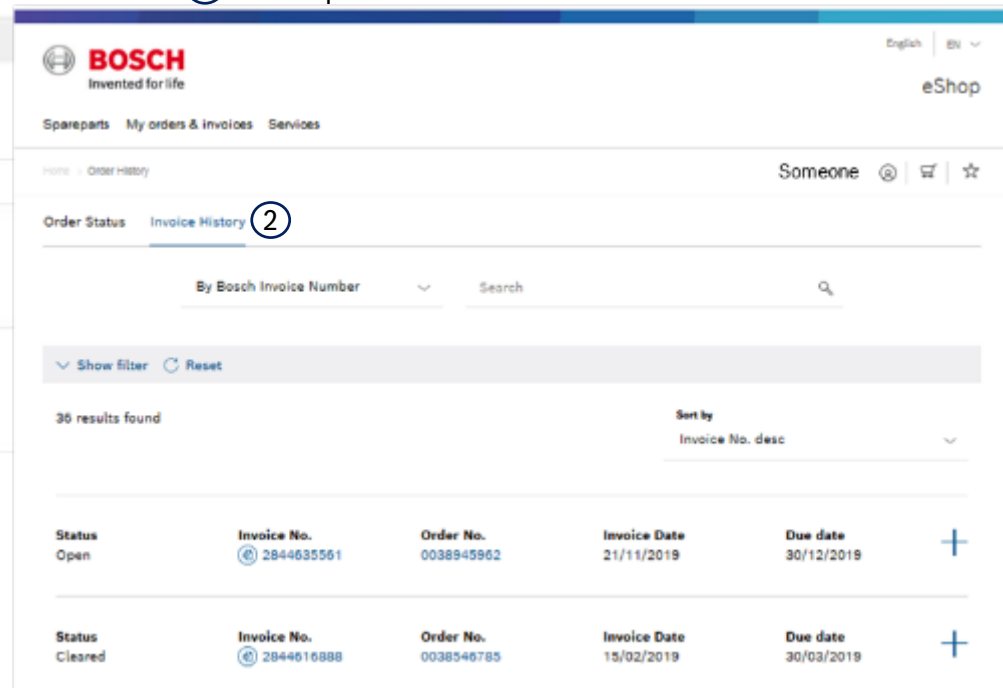 English EN
BOSCH
Invented for life
eShop
Spareparts My orders & invoices Services
Home > Order History
Someone
Order Status Invoice History 2
By Bosch Invoice Number Search
Show filter Reset
36 results found
Sort by
Invoice No. desc
Status Invoice No. Order No. Invoice Date Due date
Open 2844635561 0038945962 21/11/2019 30/12/2019
Status Invoice No. Order No. Invoice Date Due date
Cleared 2844616888 0038546785 15/02/2019 30/03/2019